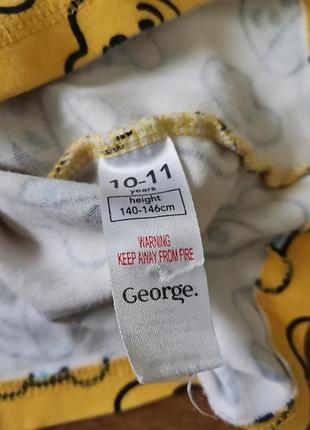 10-11
years
height
140-146cm
WARNING
KEEP AWAY FROM FIRE
George.